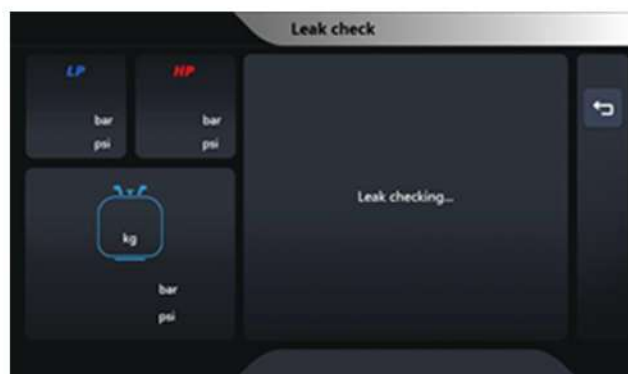 Leak check
LP
HP
bar
psi
bar
psi
kg
bar
psi
Leak checking...